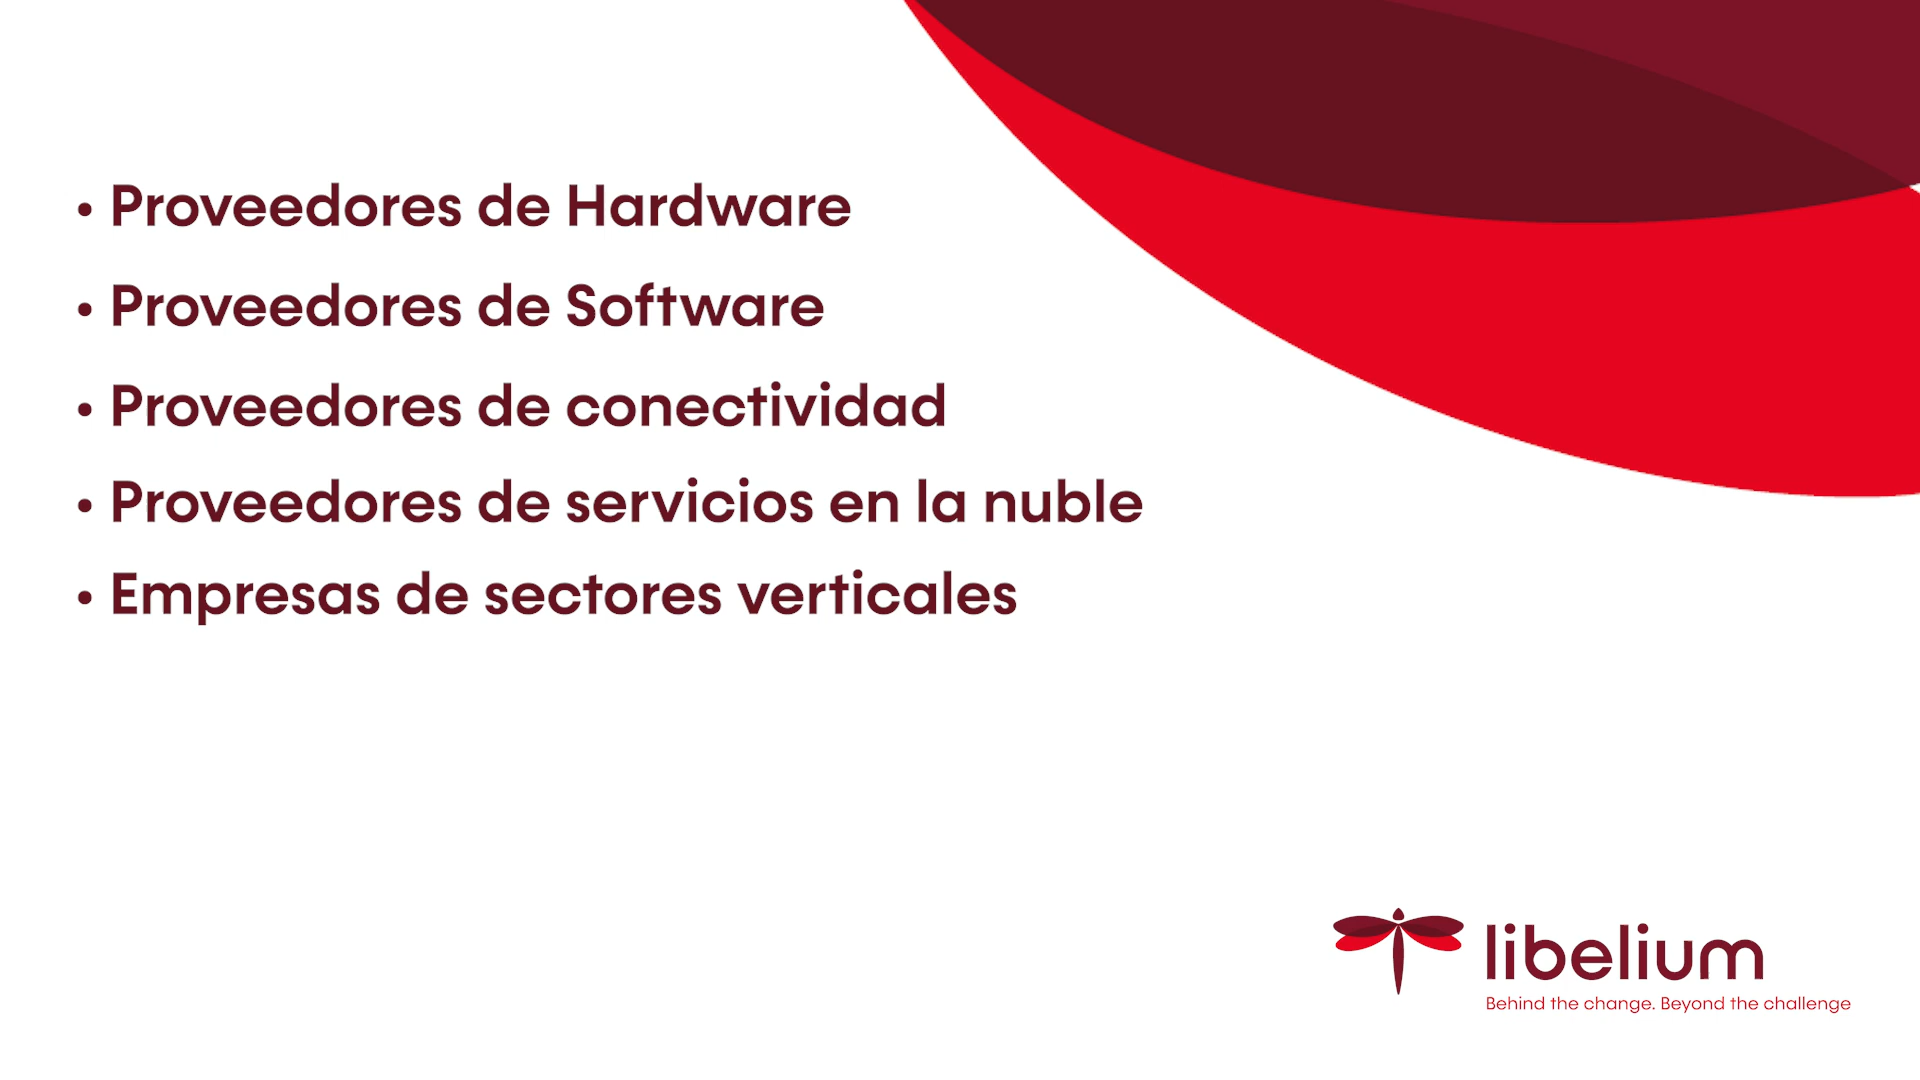 • Proveedores de Hardware
• Proveedores de Software
• Proveedores de conectividad
• Proveedores de servicios en la nuble
• Empresas de sectores verticales
libelium
Behind the change. Beyond the challenge